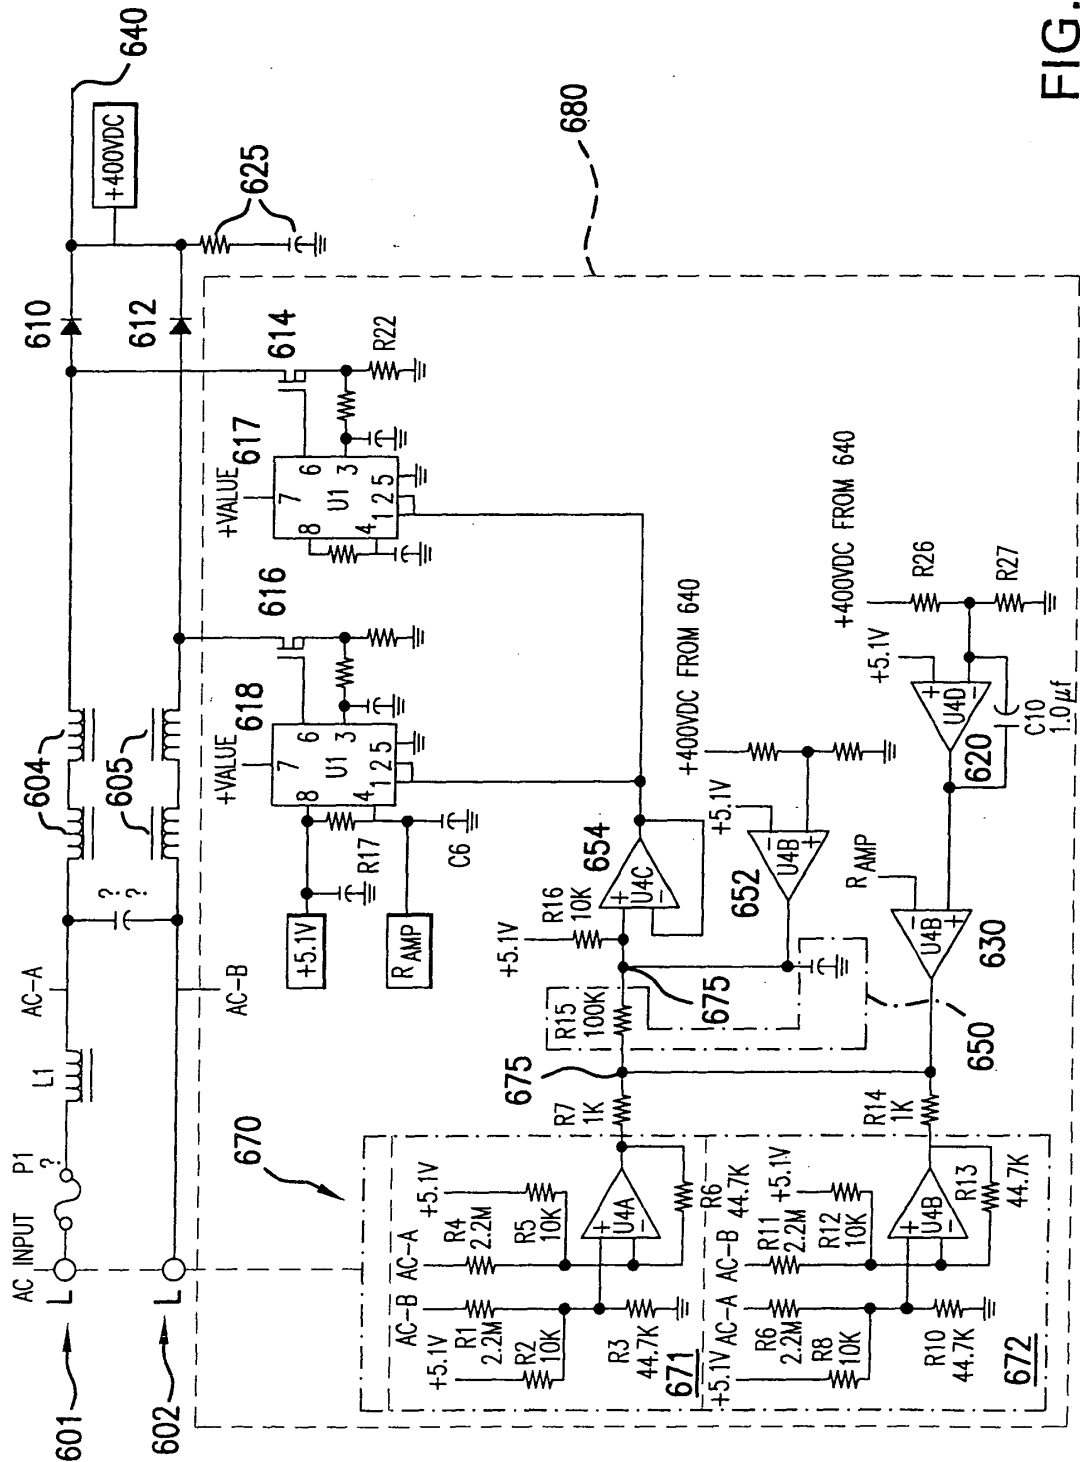 FIG.
640
+400VDC
625
610
612
680
614
R22
617
+VALUE
6
3
7
U1
8
4
1 2 5
616
618
+VALUE
6
3
7
U1
8
4
1 2 5
604
605
?
?
R17
C6
+5.1V
RAMP
AC-A
AC-B
L1
P1
?
AC INPUT
L
L
601
602
670
+400VDC FROM 640
R26
R27
+5.1V
+
-
U4D
C10
1.0 µf
620
+400VDC FROM 640
+5.1V
-
+
U4B
652
654
+
-
U4C
R16
10K
+5.1V
675
R15
100K
RAMP
-
+
U4B
630
650
675
R7
1K
R14
1K
+5.1V
R4
2.2M
R5
10K
AC-A
AC-B
R1
2.2M
+5.1V
R2
10K
+
-
U4A
R6
44.7K
R3
44.7K
671
+5.1V
R11
2.2M
R12
10K
AC-B
AC-A
R6
2.2M
+5.1V
R8
10K
+
-
U4B
R13
44.7K
R10
44.7K
672